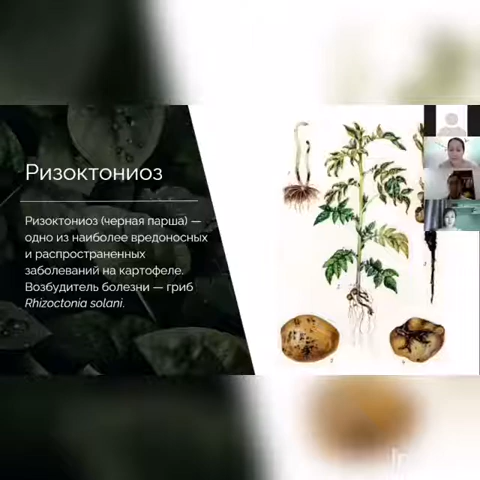 Ризоктониоз
Ризоктониоз (черная парша) —
одно из наиболее вредоносных
и распространенных
заболеваний на картофеле.
Возбудитель болезни — гриб
Rhizoctonia solani.